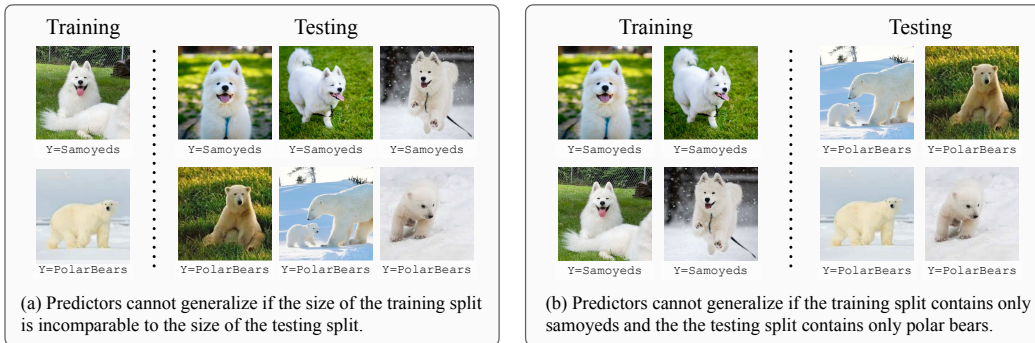 Training
Testing
Y=Samoyeds
Y=Samoyeds
Y=Samoyeds
Y=Samoyeds
Y=PolarBears
Y=PolarBears
Y=PolarBears
Y=PolarBears
(a) Predictors cannot generalize if the size of the training split
is incomparable to the size of the testing split.
Training
Testing
Y=Samoyeds
Y=Samoyeds
Y=PolarBears
Y=PolarBears
Y=Samoyeds
Y=Samoyeds
Y=PolarBears
Y=PolarBears
(b) Predictors cannot generalize if the training split contains only
samoyeds and the the testing split contains only polar bears.